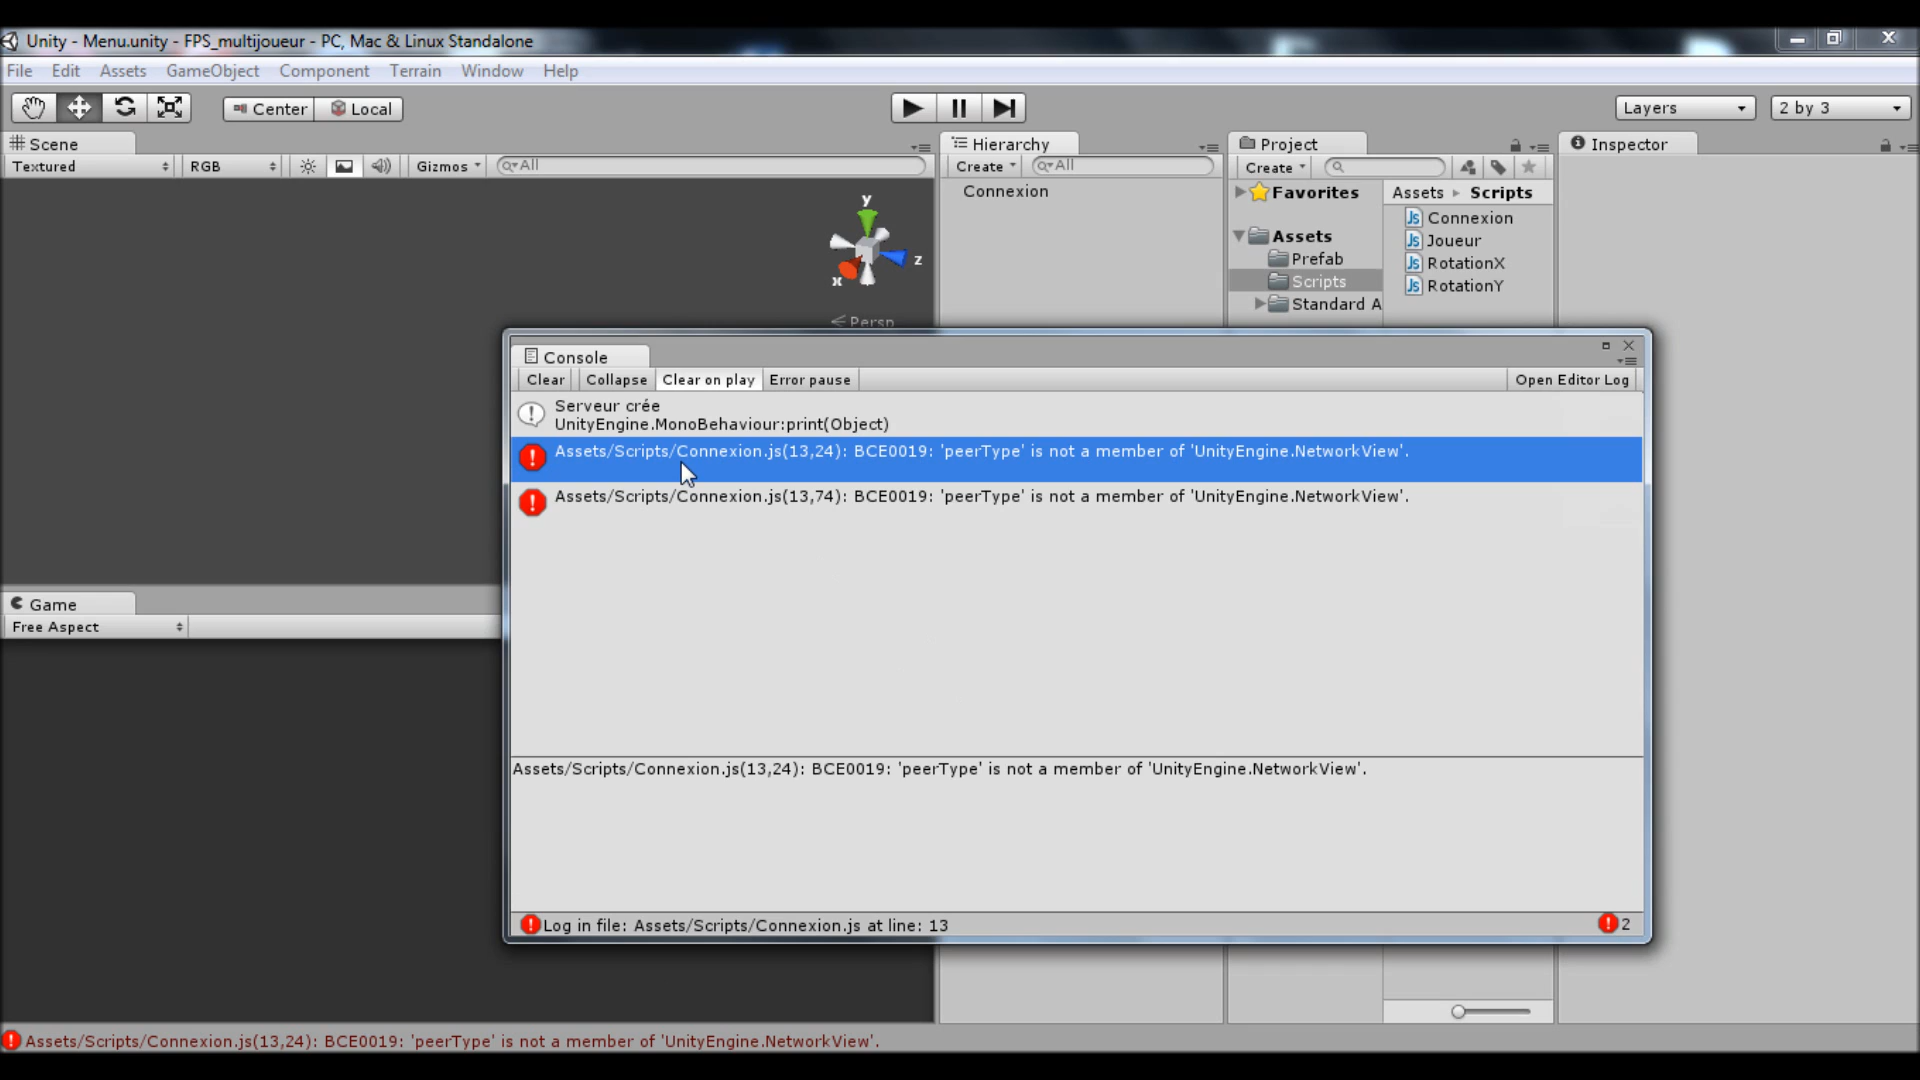 Unity - Menu.unity - FPS_multijoueur - PC, Mac & Linux Standalone
File Edit Assets GameObject Component Terrain Window Help
Center Local
Layers
2 by 3
Scene
Textured
RGB
Gizmos
All
y
z
x
Persp
Hierarchy
Create
All
Connexion
Project
Create
Favorites
Assets
Prefab
Scripts
Standard A
Assets Scripts
Js Connexion
Js Joueur
Js RotationX
Js RotationY
Inspector
Console
Clear Collapse Clear on play Error pause Open Editor Log
Serveur crée
UnityEngine.MonoBehaviour:print(Object)
Assets/Scripts/Connexion.js(13,24): BCE0019: 'peerType' is not a member of 'UnityEngine.NetworkView'.
Assets/Scripts/Connexion.js(13,74): BCE0019: 'peerType' is not a member of 'UnityEngine.NetworkView'.
Assets/Scripts/Connexion.js(13,24): BCE0019: 'peerType' is not a member of 'UnityEngine.NetworkView'.
Log in file: Assets/Scripts/Connexion.js at line: 13
2
Game
Free Aspect
Assets/Scripts/Connexion.js(13,24): BCE0019: 'peerType' is not a member of 'UnityEngine.NetworkView'.